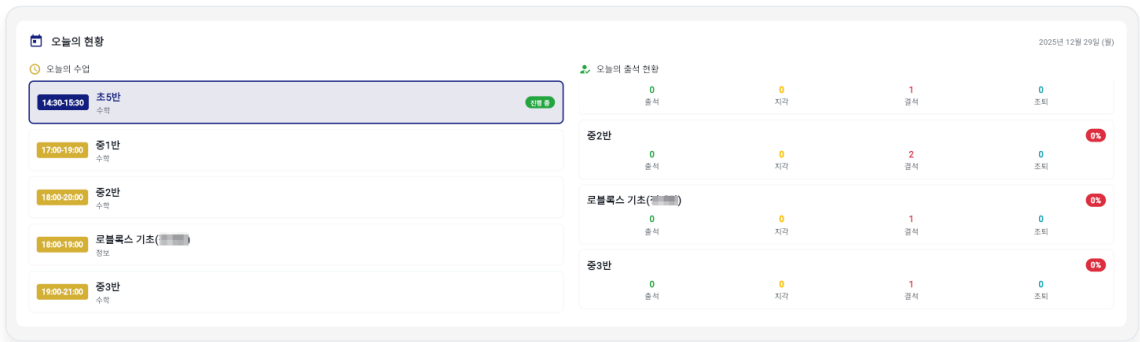 오늘의 현황
2025년 12월 29일 (월)
오늘의 수업
14:30-15:30
초5반
수학
진행 중
17:00-19:00
중1반
수학
18:00-20:00
중2반
수학
18:00-19:00
로블록스 기초( )
정보
19:00-21:00
중3반
수학
오늘의 출석 현황
0 0 1 0
출석 지각 결석 조퇴
중2반 0%
0 0 2 0
출석 지각 결석 조퇴
로블록스 기초( ) 0%
0 0 1 0
출석 지각 결석 조퇴
중3반 0%
0 0 1 0
출석 지각 결석 조퇴